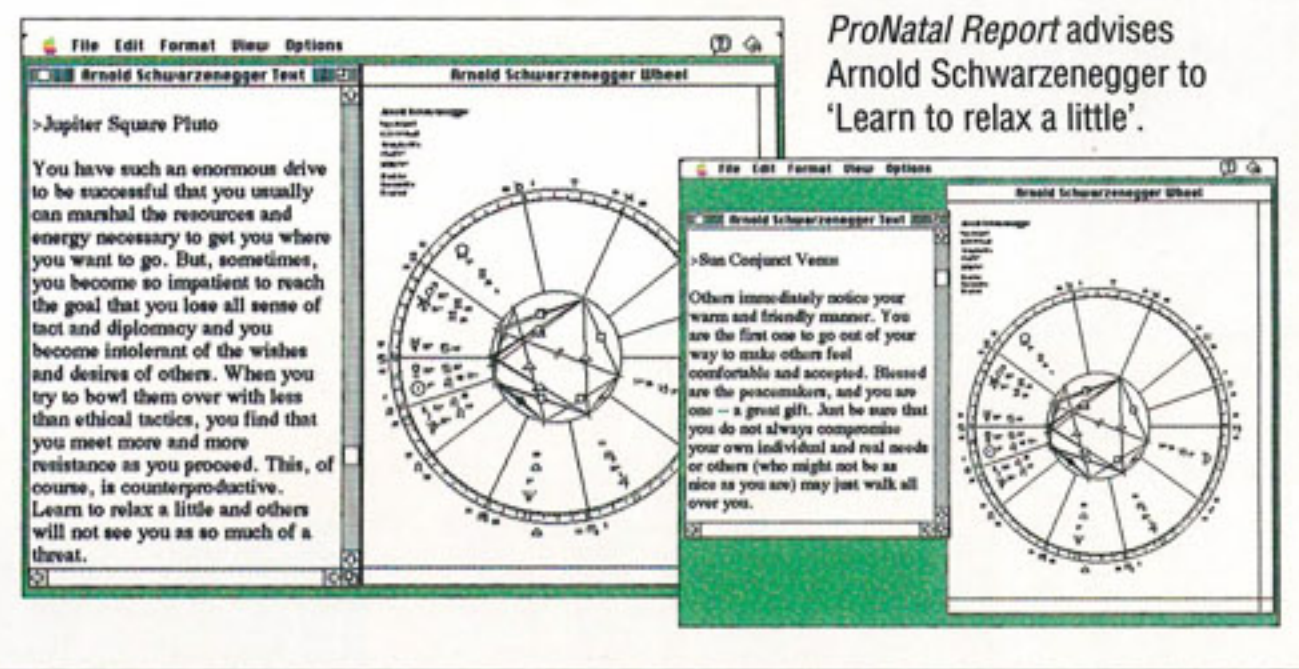 ProNatal Report advises
Arnold Schwarzenegger to
‘Learn to relax a little’.
File Edit Format View Options
Arnold Schwarzenegger Text
Arnold Schwarzenegger Wheel
>Jupiter Square Pluto
You have such an enormous drive
to be successful that you usually
can marshal the resources and
energy necessary to get you where
you want to go. But, sometimes,
you become so impatient to reach
the goal that you lose all sense of
tact and diplomacy and you
become intolerant of the wishes
and desires of others. When you
try to bowl them over with less
than ethical tactics, you find that
you meet more and more
resistance as you proceed. This, of
course, is counterproductive.
Learn to relax a little and others
will not see you as so much of a
threat.
Arnold Schwarzenegger
File Edit Format View Options
Arnold Schwarzenegger Text
Arnold Schwarzenegger Wheel
>Sun Conjunct Venus
Others immediately notice your
warm and friendly manner. You
are the first one to go out of your
way to make others feel
comfortable and accepted. Blessed
are the peacemakers, and you are
one -- a great gift. Just be sure that
you do not always compromise
your own individual and real needs
or others (who might not be as
nice as you are) may just walk all
over you.
Arnold Schwarzenegger